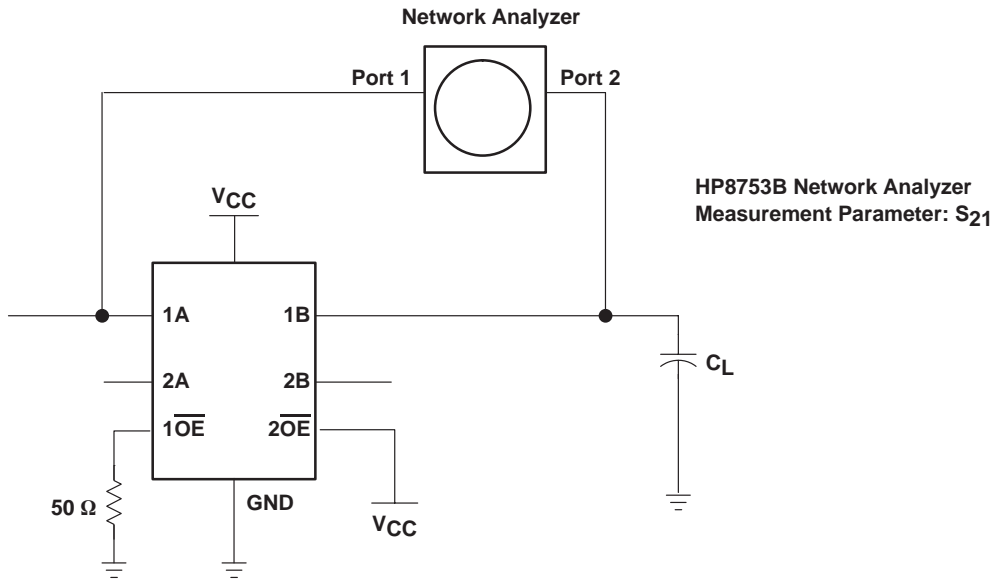 Network Analyzer
Port 1
Port 2
HP8753B Network Analyzer
Measurement Parameter: S21
VCC
1A
1B
2A
2B
CL
1OE
2OE
50 Ω
GND
VCC